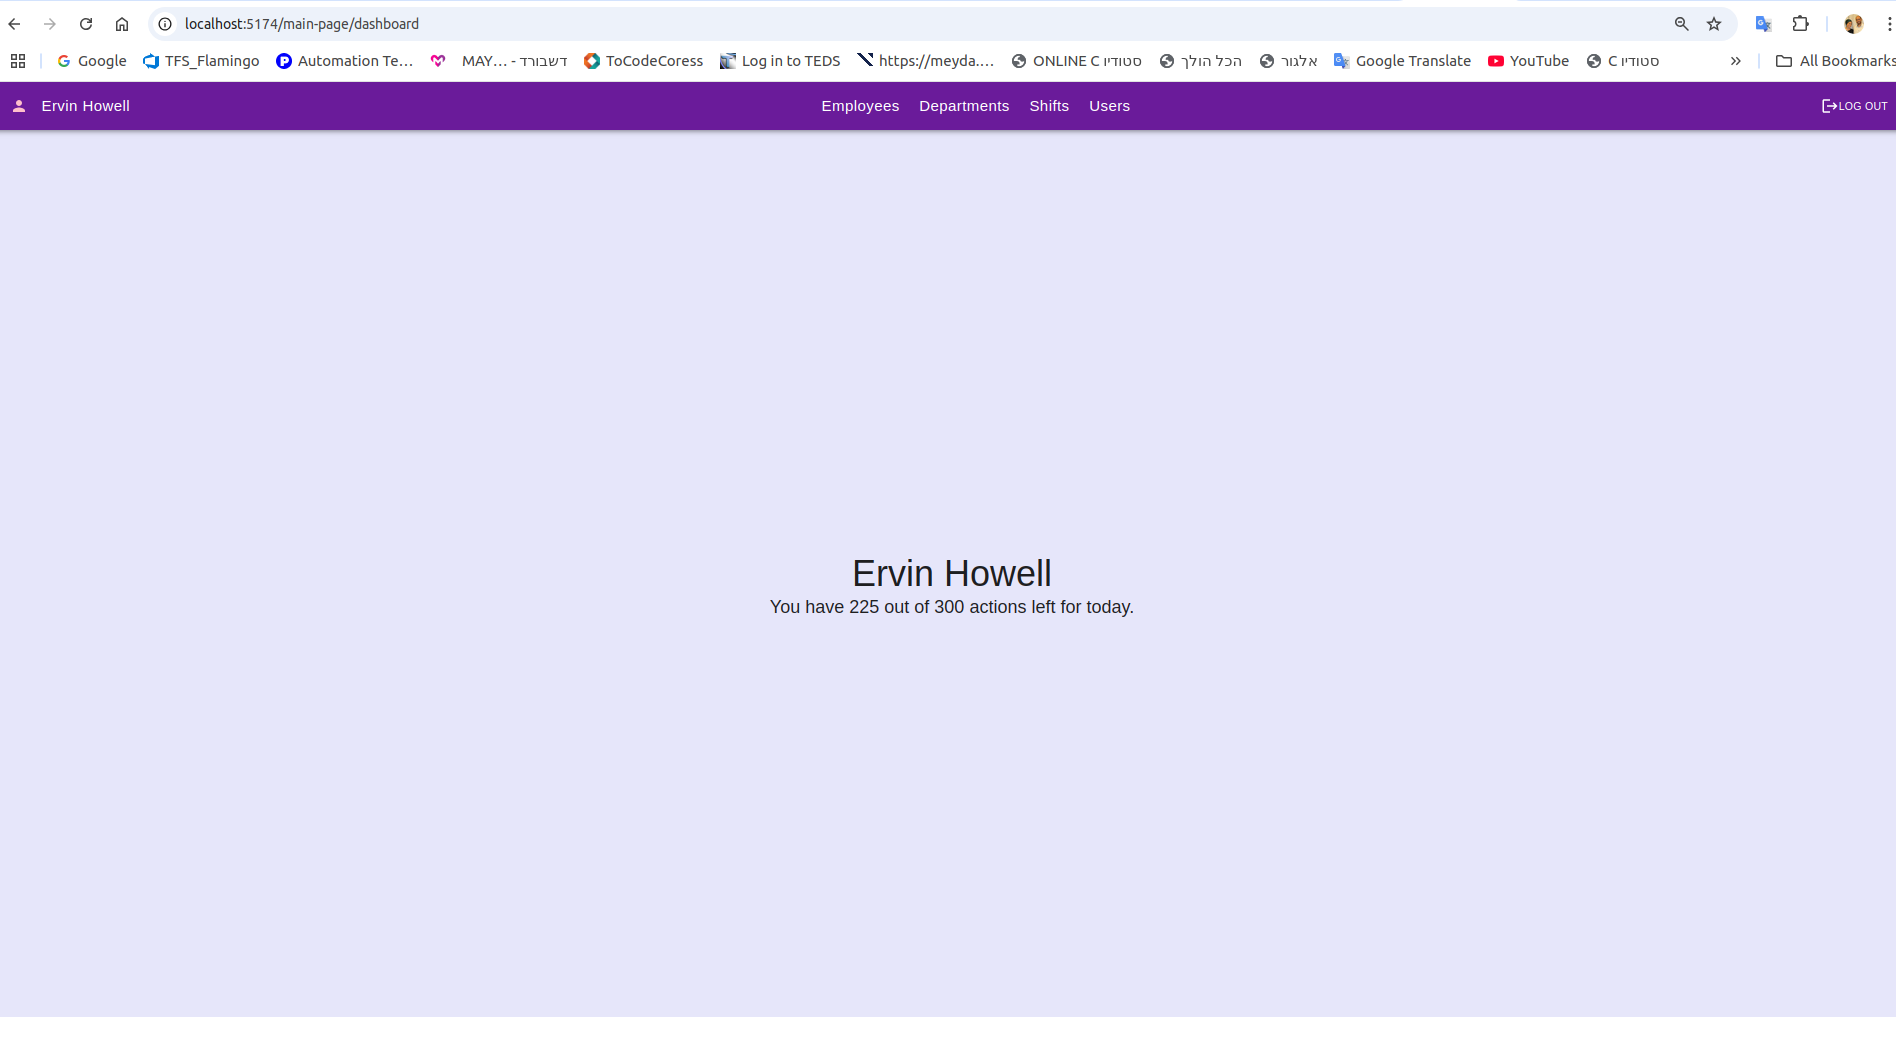 localhost:5174/main-page/dashboard
Google TFS_Flamingo Automation Te... MAY... - דשבורד ToCodeCoress Log in to TEDS https://meyda.... ONLINE C סטודיו הכל הולך אלגור Google Translate YouTube C סטודיו » All Bookmarks
Ervin Howell Employees Departments Shifts Users LOG OUT
Ervin Howell
You have 225 out of 300 actions left for today.